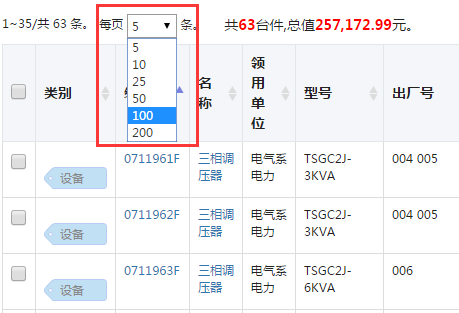 1~35/共 63 条。 每页 5 条。 共63台件,总值257,172.99元。
5
10
25
50
100
200
类别
名
称
领
用
单
位
型号
出厂号
设备
0711961F
三相调
压器
电气系
电力
TSGC2J-
3KVA
004 005
设备
0711962F
三相调
压器
电气系
电力
TSGC2J-
3KVA
004 005
设备
0711963F
三相调
压器
电气系
电力
TSGC2J-
6KVA
006